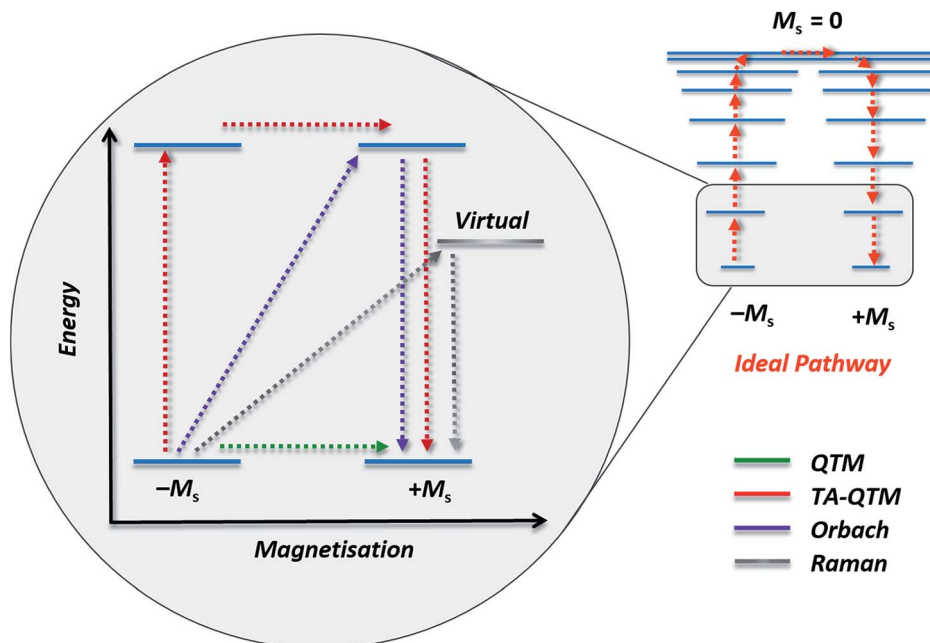 Mₛ = 0
Virtual
Energy
–Mₛ
+Mₛ
Magnetisation
–Mₛ
+Mₛ
Ideal Pathway
QTM
TA-QTM
Orbach
Raman